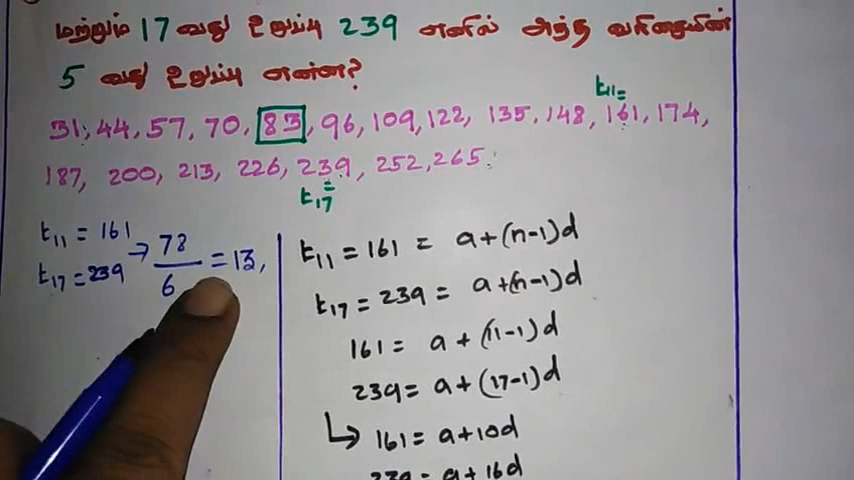 மற்றும் 17 வது உறுப்பு 239 எனில் அந்த வரிசையின்
5 வது உறுப்பு என்ன?
t₁₁ =
31, 44, 57, 70, 83, 96, 109, 122, 135, 148, 161, 174,
187, 200, 213, 226, 239, 252, 265
t₁₇
t₁₁ = 161
t₁₇ = 239 → 78/6 = 13,
t₁₁ = 161 = a+(n-1)d
t₁₇ = 239 = a+(n-1)d
161 = a + (11-1)d
239 = a + (17-1)d
↳ 161 = a+10d
239 = a+16d